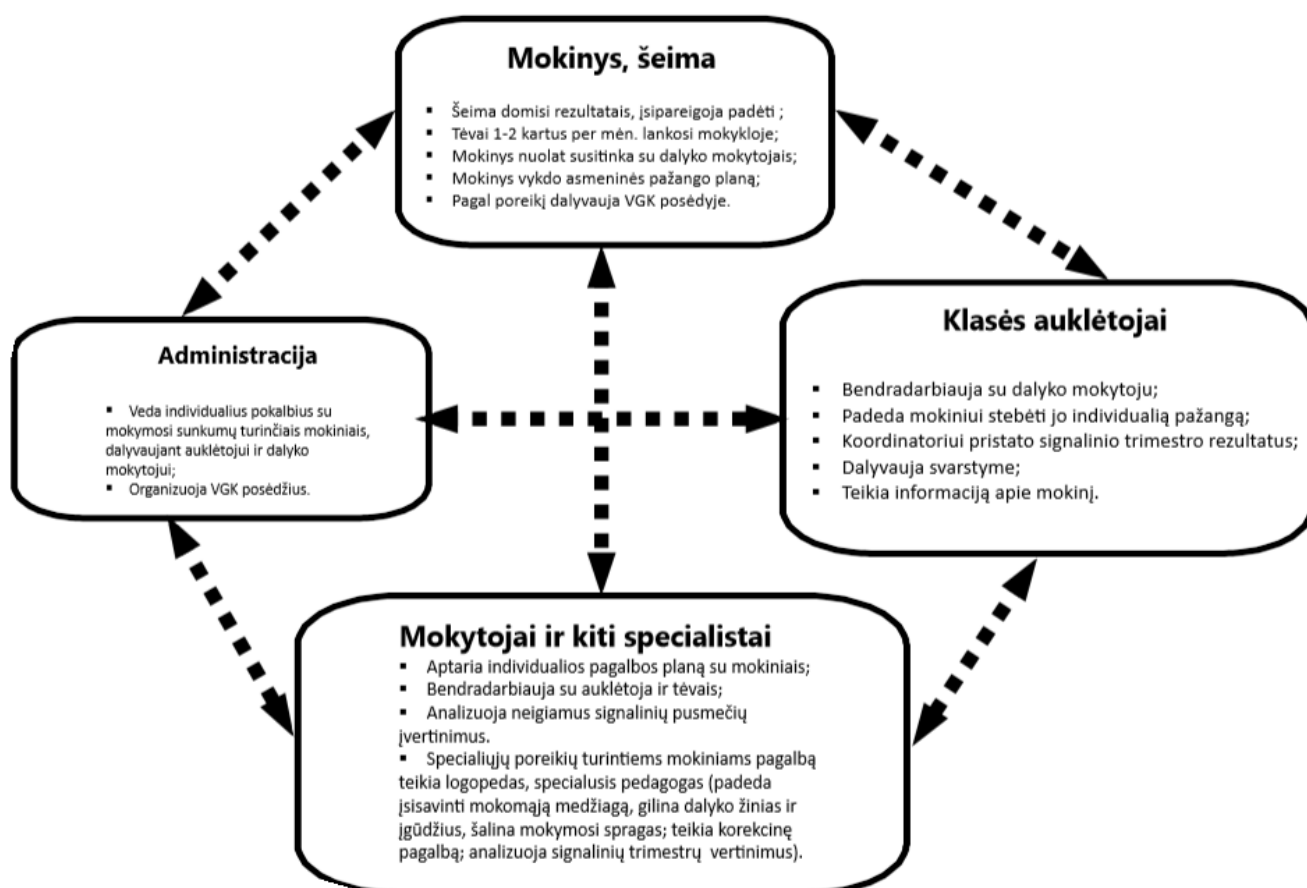 Mokinys, šeima
▪ Šeima domisi rezultatais, įsipareigoja padėti ;
▪ Tėvai 1-2 kartus per mėn. lankosi mokykloje;
▪ Mokinys nuolat susitinka su dalyko mokytojais;
▪ Mokinys vykdo asmeninės pažango planą;
▪ Pagal poreikį dalyvauja VGK posėdyje.
Administracija
▪ Veda individualius pokalbius su
mokymosi sunkumų turinčiais mokiniais,
dalyvaujant auklėtojui ir dalyko
mokytojui;
▪ Organizuoja VGK posėdžius.
Klasės auklėtojai
▪ Bendradarbiauja su dalyko mokytoju;
▪ Padeda mokiniui stebėti jo individualią pažangą;
▪ Koordinatoriui pristato signalinio trimestro rezultatus;
▪ Dalyvauja svarstyme;
▪ Teikia informaciją apie mokinį.
Mokytojai ir kiti specialistai
▪ Aptaria individualios pagalbos planą su mokiniais;
▪ Bendradarbiauja su auklėtoja ir tėvais;
▪ Analizuoja neigiamus signalinių pusmečių
įvertinimus.
▪ Specialiųjų poreikių turintiems mokiniams pagalbą
teikia logopedas, specialusis pedagogas (padeda
įsisavinti mokomąją medžiagą, gilina dalyko žinias ir
įgūdžius, šalina mokymosi spragas; teikia korekcinę
pagalbą; analizuoja signalinių trimestrų vertinimus).